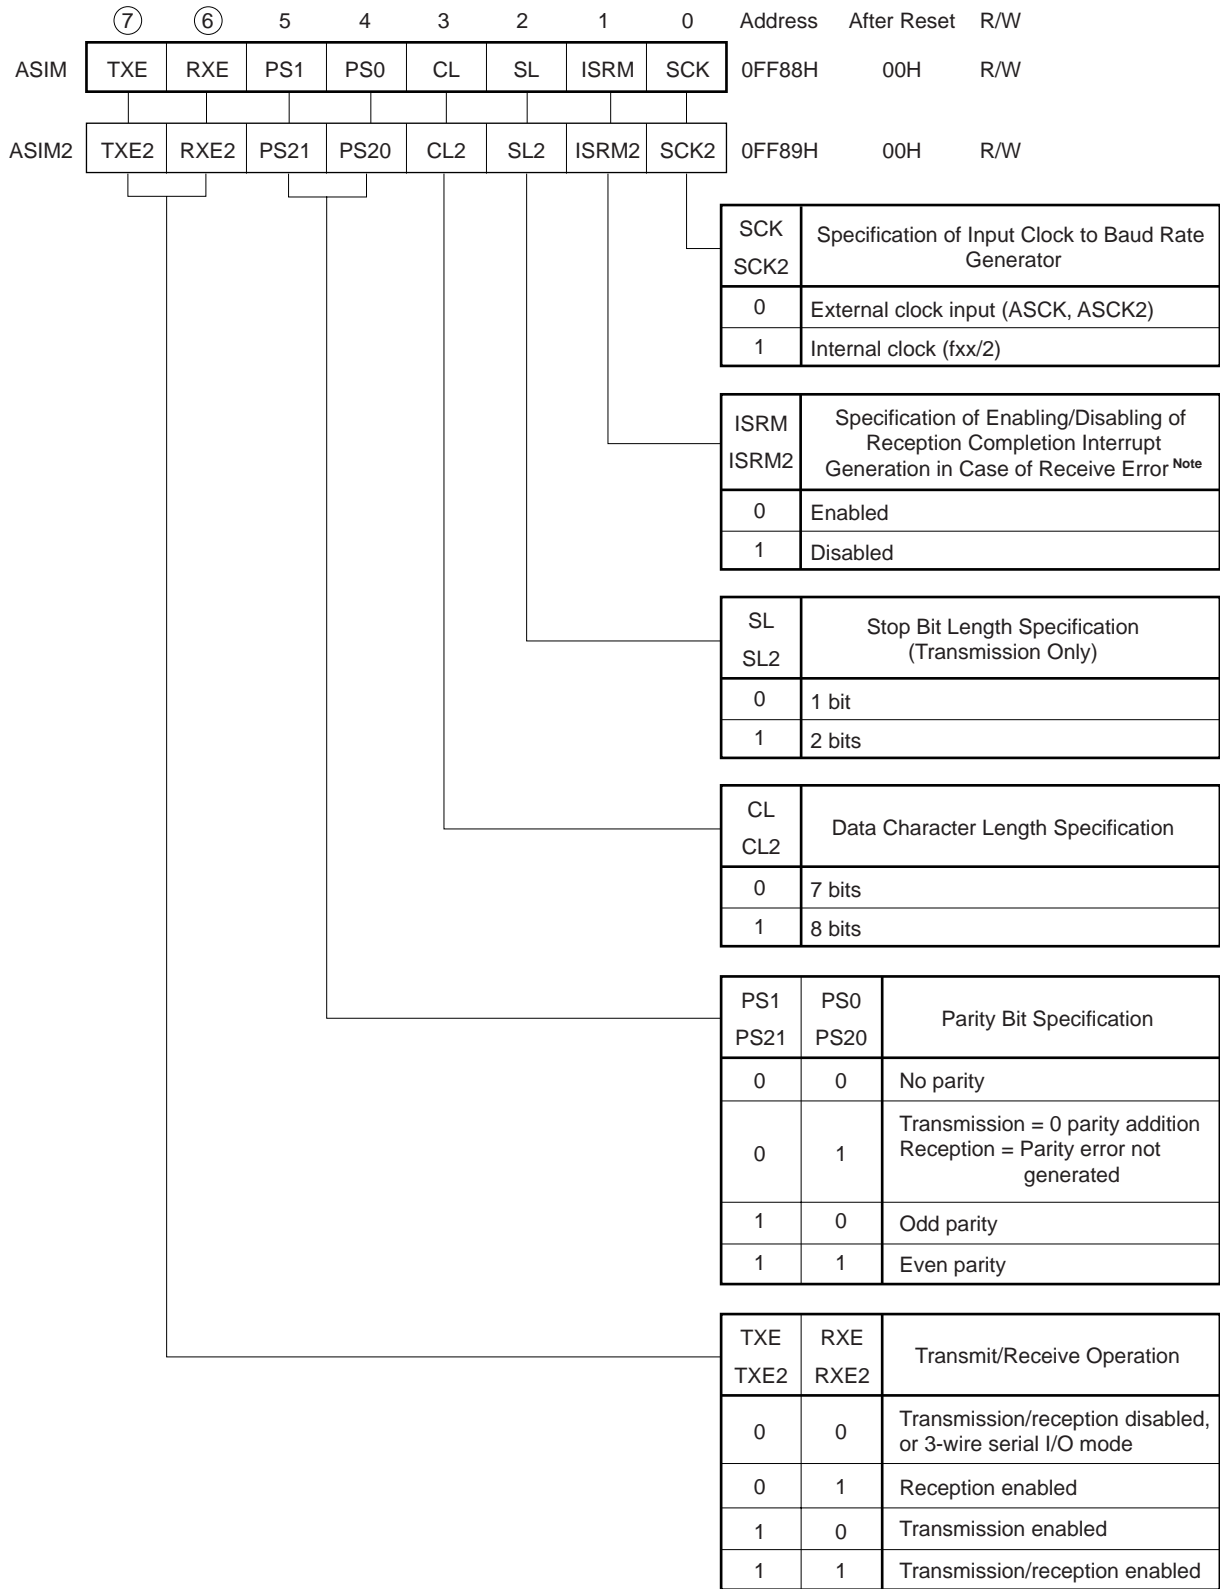 7 6 5 4 3 2 1 0 Address After Reset R/W
ASIM TXE RXE PS1 PS0 CL SL ISRM SCK 0FF88H 00H R/W
ASIM2 TXE2 RXE2 PS21 PS20 CL2 SL2 ISRM2 SCK2 0FF89H 00H R/W
SCK
SCK2
Specification of Input Clock to Baud Rate
Generator
0 External clock input (ASCK, ASCK2)
1 Internal clock (fxx/2)
ISRM
ISRM2
Specification of Enabling/Disabling of
Reception Completion Interrupt
Generation in Case of Receive Error Note
0 Enabled
1 Disabled
SL
SL2
Stop Bit Length Specification
(Transmission Only)
0 1 bit
1 2 bits
CL
CL2
Data Character Length Specification
0 7 bits
1 8 bits
PS1 PS0
PS21 PS20
Parity Bit Specification
0 0 No parity
0 1 Transmission = 0 parity addition
Reception = Parity error not
generated
1 0 Odd parity
1 1 Even parity
TXE RXE
TXE2 RXE2
Transmit/Receive Operation
0 0 Transmission/reception disabled,
or 3-wire serial I/O mode
0 1 Reception enabled
1 0 Transmission enabled
1 1 Transmission/reception enabled